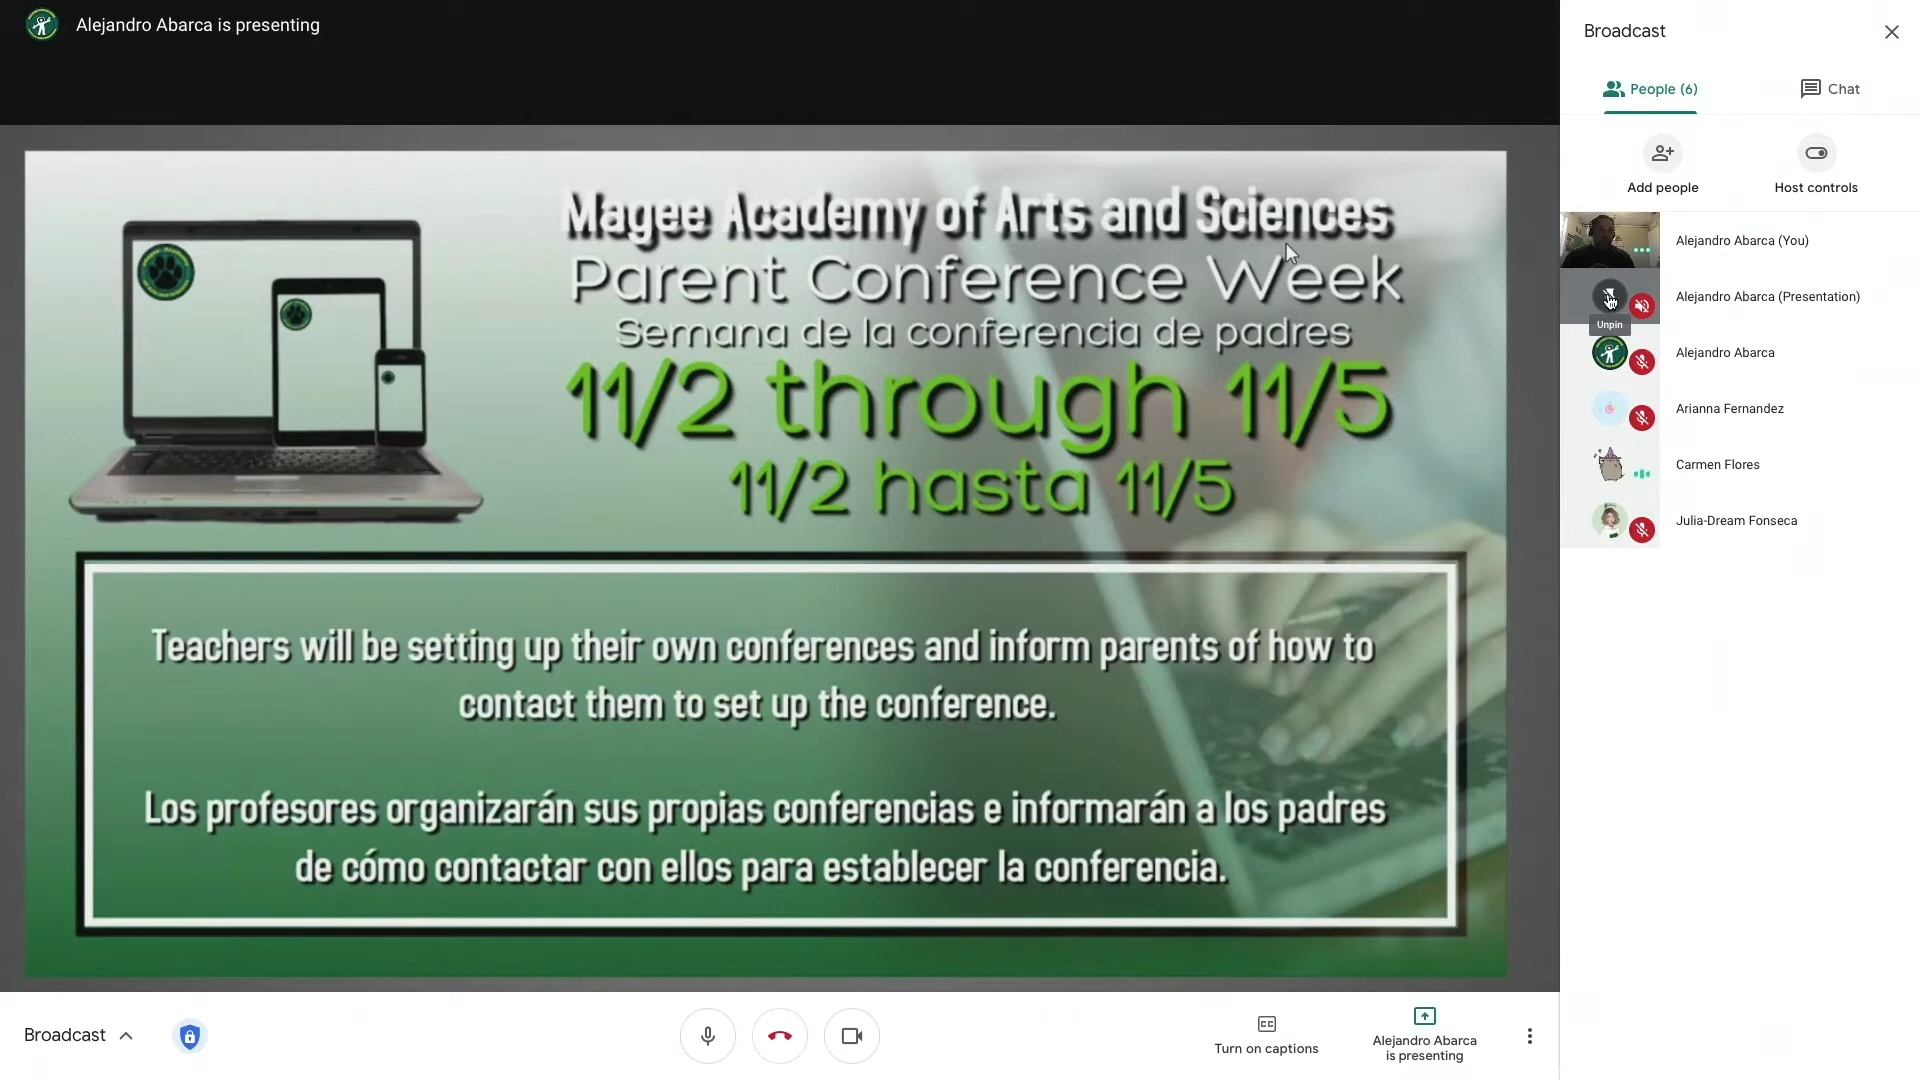 Alejandro Abarca is presenting
Magee Academy of Arts and Sciences
Parent Conference Week
Semana de la conferencia de padres
11/2 through 11/5
11/2 hasta 11/5
Teachers will be setting up their own conferences and inform parents of how to
contact them to set up the conference.
Los profesores organizarán sus propias conferencias e informarán a los padres
de cómo contactar con ellos para establecer la conferencia.
Broadcast
Turn on captions
Alejandro Abarca
is presenting
Broadcast
People (6)
Chat
Add people
Host controls
Alejandro Abarca (You)
Alejandro Abarca (Presentation)
Unpin
Alejandro Abarca
Arianna Fernandez
Carmen Flores
Julia-Dream Fonseca